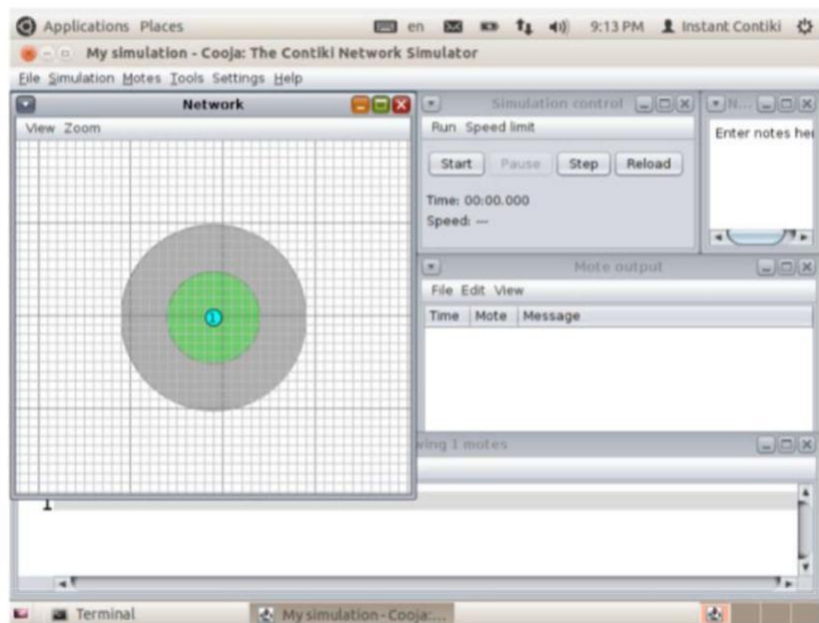 Applications Places en 9:13 PM Instant Contiki
My simulation - Cooja: The Contiki Network Simulator
File Simulation Motes Tools Settings Help
Network
View Zoom
1
Simulation control
Run Speed limit
Start Pause Step Reload
Time: 00:00.000
Speed: ---
N...
Enter notes her
Mote output
File Edit View
Time Mote Message
wing 1 motes
1
Terminal My simulation - Cooja:...